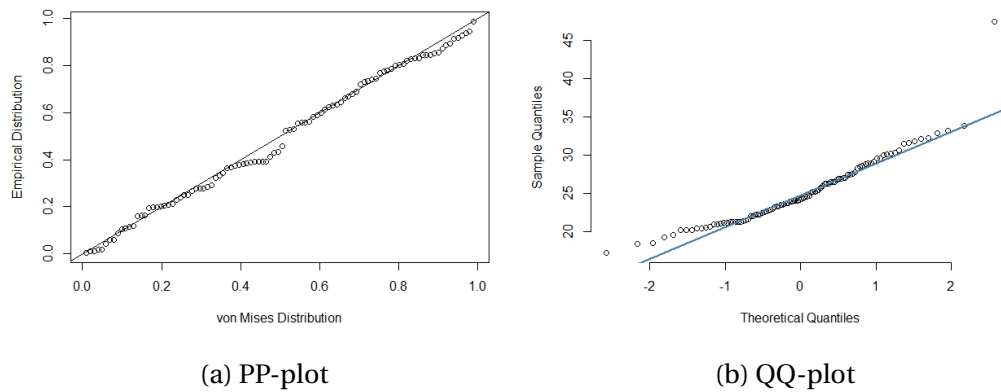 Empirical Distribution
1.0
0.8
0.6
0.4
0.2
0.0
0.0 0.2 0.4 0.6 0.8 1.0
von Mises Distribution
(a) PP-plot
Sample Quantiles
45
40
35
30
25
20
-2 -1 0 1 2
Theoretical Quantiles
(b) QQ-plot